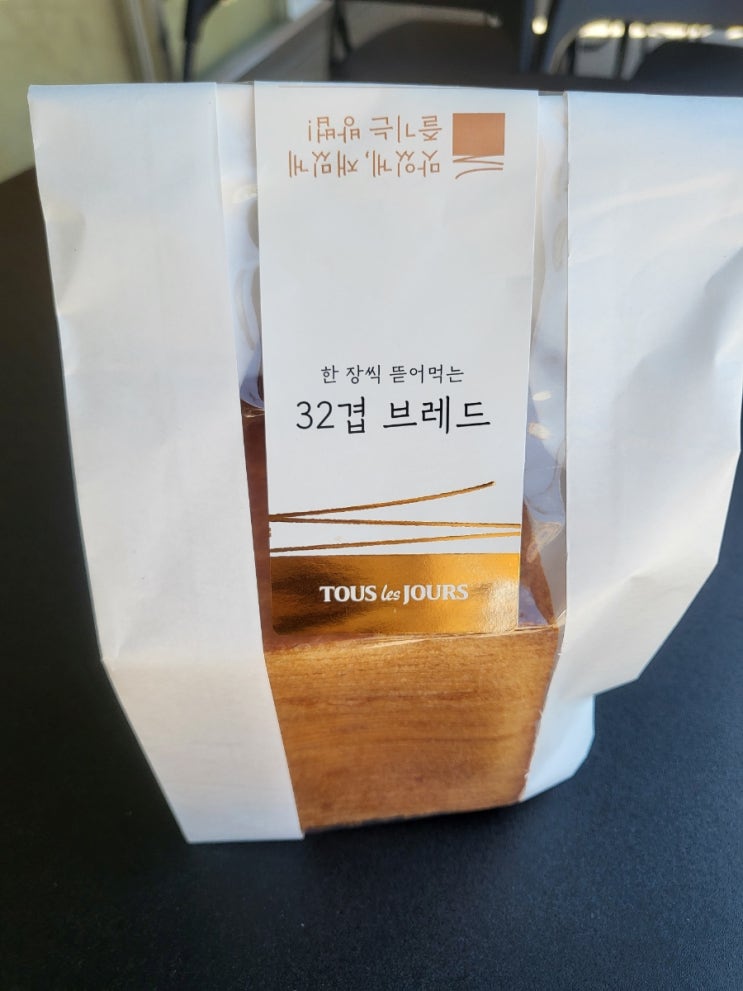 맛있게, 재밌게
즐기는 방법!
한 장씩 뜯어먹는
32겹 브레드
TOUS les JOURS